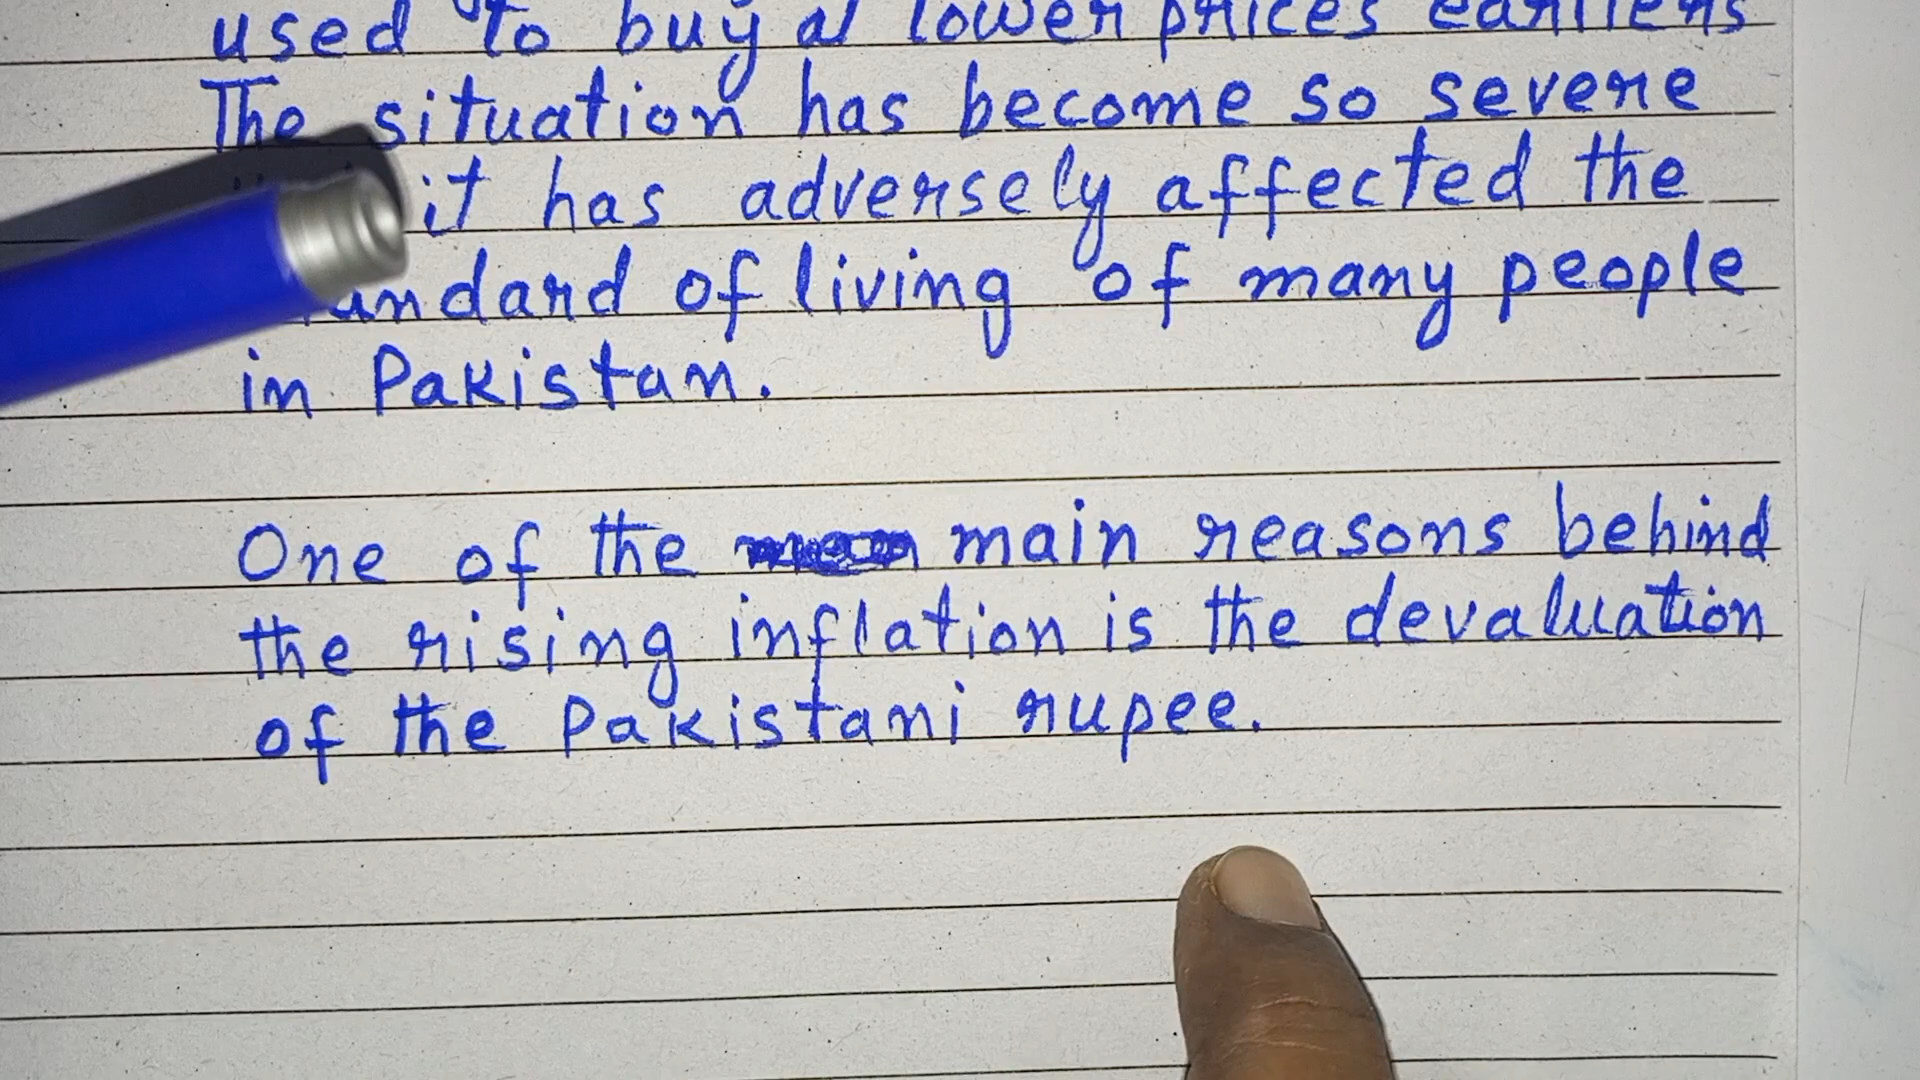 used to buy at lower prices earliers
The situation has become so severe
it has adversely affected the
andard of living of many people
in Pakistan.
One of the main reasons behind
the rising inflation is the devaluation
of the Pakistani rupee.